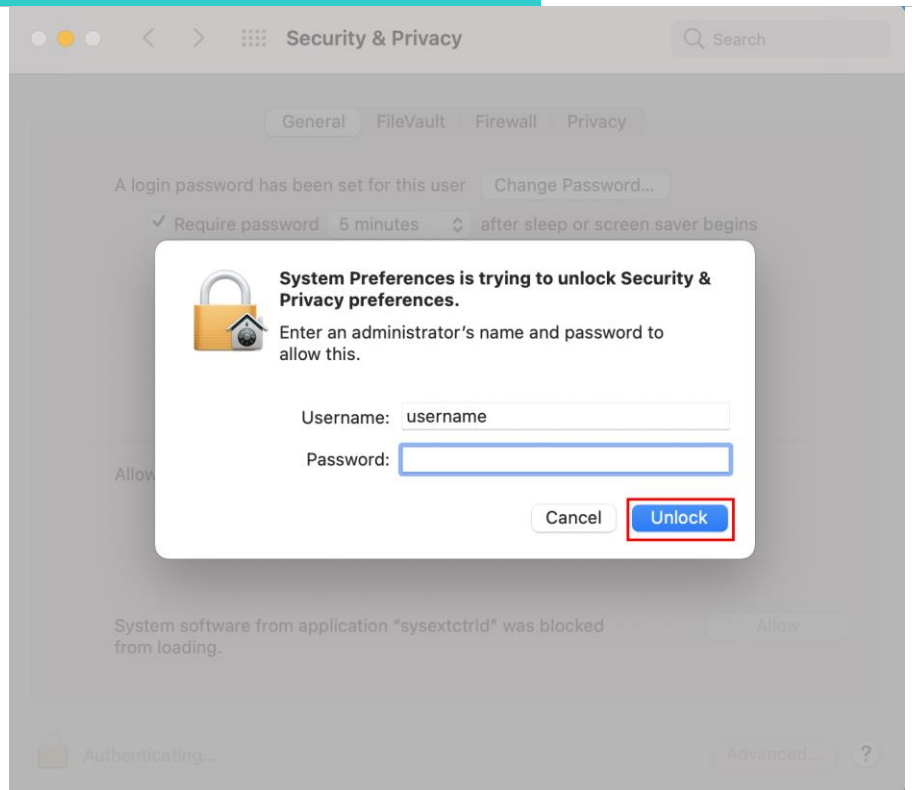 Security & Privacy
Search
General FileVault Firewall Privacy
A login password has been set for this user Change Password...
Require password 5 minutes after sleep or screen saver begins
System Preferences is trying to unlock Security &
Privacy preferences.
Enter an administrator's name and password to
allow this.
Username: username
Password:
Allow
Cancel Unlock
System software from application "sysextctrld" was blocked Allow
from loading.
Authenticating... Advanced... ?